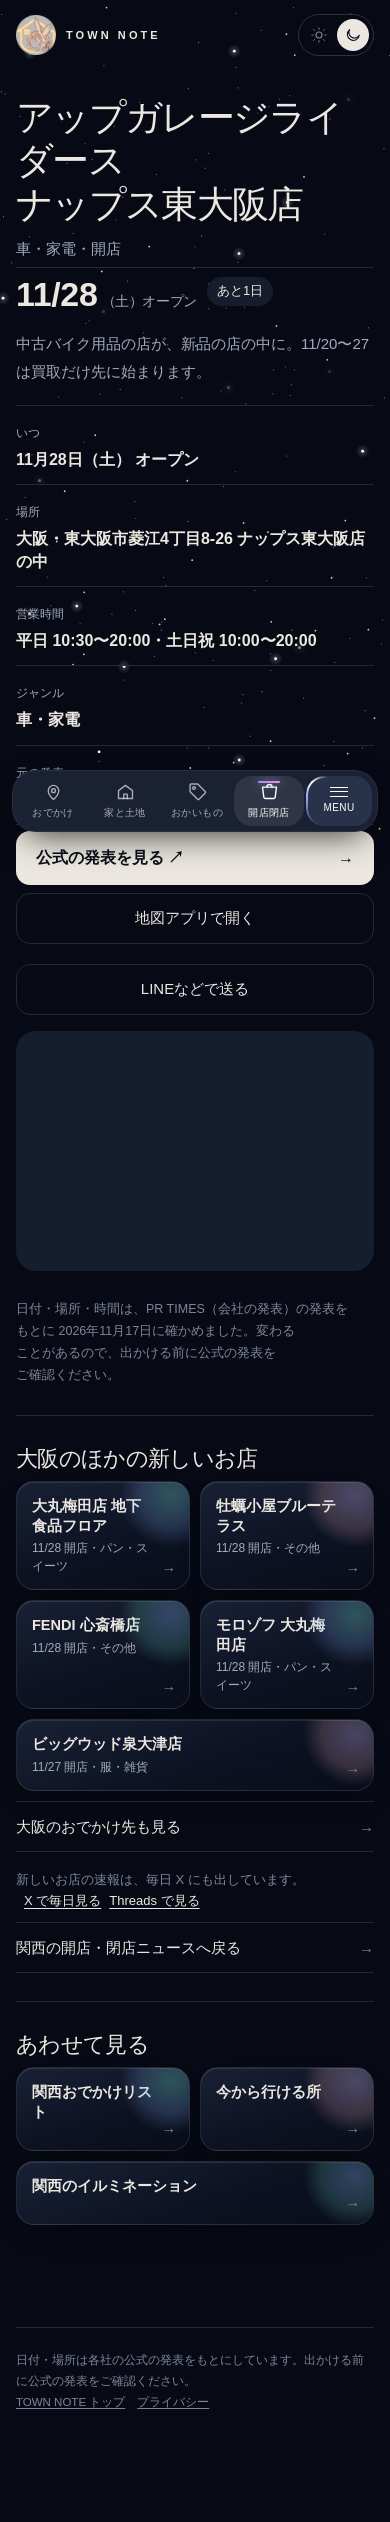 TOWN NOTE
アップガレージライ
ダース
ナップス東大阪店
車・家電・開店
11/28（土）オープン あと1日
中古バイク用品の店が、新品の店の中に。11/20〜27
は買取だけ先に始まります。
いつ
11月28日（土） オープン
場所
大阪・東大阪市菱江4丁目8-26 ナップス東大阪店
の中
営業時間
平日 10:30〜20:00・土日祝 10:00〜20:00
ジャンル
車・家電
おでかけ
家と土地
おかいもの
開店閉店
MENU
公式の発表を見る ↗ →
地図アプリで開く
LINEなどで送る
日付・場所・時間は、PR TIMES（会社の発表）の発表を
もとに 2026年11月17日に確かめました。変わる
ことがあるので、出かける前に公式の発表を
ご確認ください。
大阪のほかの新しいお店
大丸梅田店 地下
食品フロア
11/28 開店・パン・ス
イーツ →
牡蠣小屋ブルーテ
ラス
11/28 開店・その他
→
FENDI 心斎橋店
11/28 開店・その他
→
モロゾフ 大丸梅
田店
11/28 開店・パン・ス
イーツ →
ビッグウッド泉大津店
11/27 開店・服・雑貨 →
大阪のおでかけ先も見る →
新しいお店の速報は、毎日 X にも出しています。
X で毎日見る Threads で見る
関西の開店・閉店ニュースへ戻る →
あわせて見る
関西おでかけリス
ト →
今から行ける所
→
関西のイルミネーション
→
日付・場所は各社の公式の発表をもとにしています。出かける前
に公式の発表をご確認ください。
TOWN NOTE トップ プライバシー